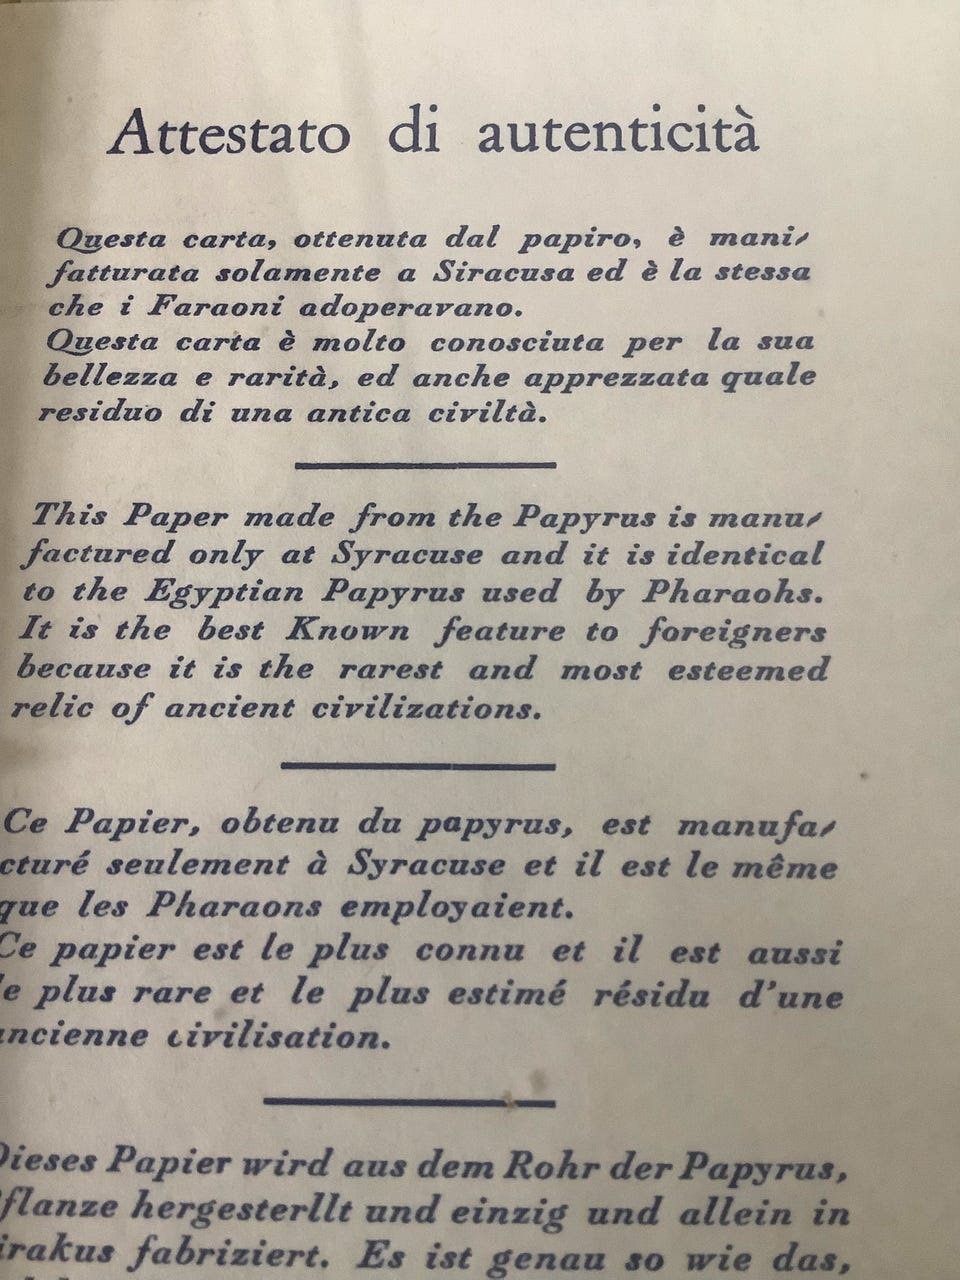 Attestato di autenticità
Questa carta, ottenuta dal papiro, è mani-
fatturata solamente a Siracusa ed è la stessa
che i Faraoni adoperavano.
Questa carta è molto conosciuta per la sua
bellezza e rarità, ed anche apprezzata quale
residuo di una antica civiltà.
This Paper made from the Papyrus is manu-
factured only at Syracuse and it is identical
to the Egyptian Papyrus used by Pharaohs.
It is the best Known feature to foreigners
because it is the rarest and most esteemed
relic of ancient civilizations.
Ce Papier, obtenu du papyrus, est manufa-
cturé seulement à Syracuse et il est le même
que les Pharaons employaient.
Ce papier est le plus connu et il est aussi
le plus rare et le plus estimé résidu d'une
ancienne civilisation.
Dieses Papier wird aus dem Rohr der Papyrus,
Pflanze hergesterllt und einzig und allein in
irakus fabriziert. Es ist genau so wie das,